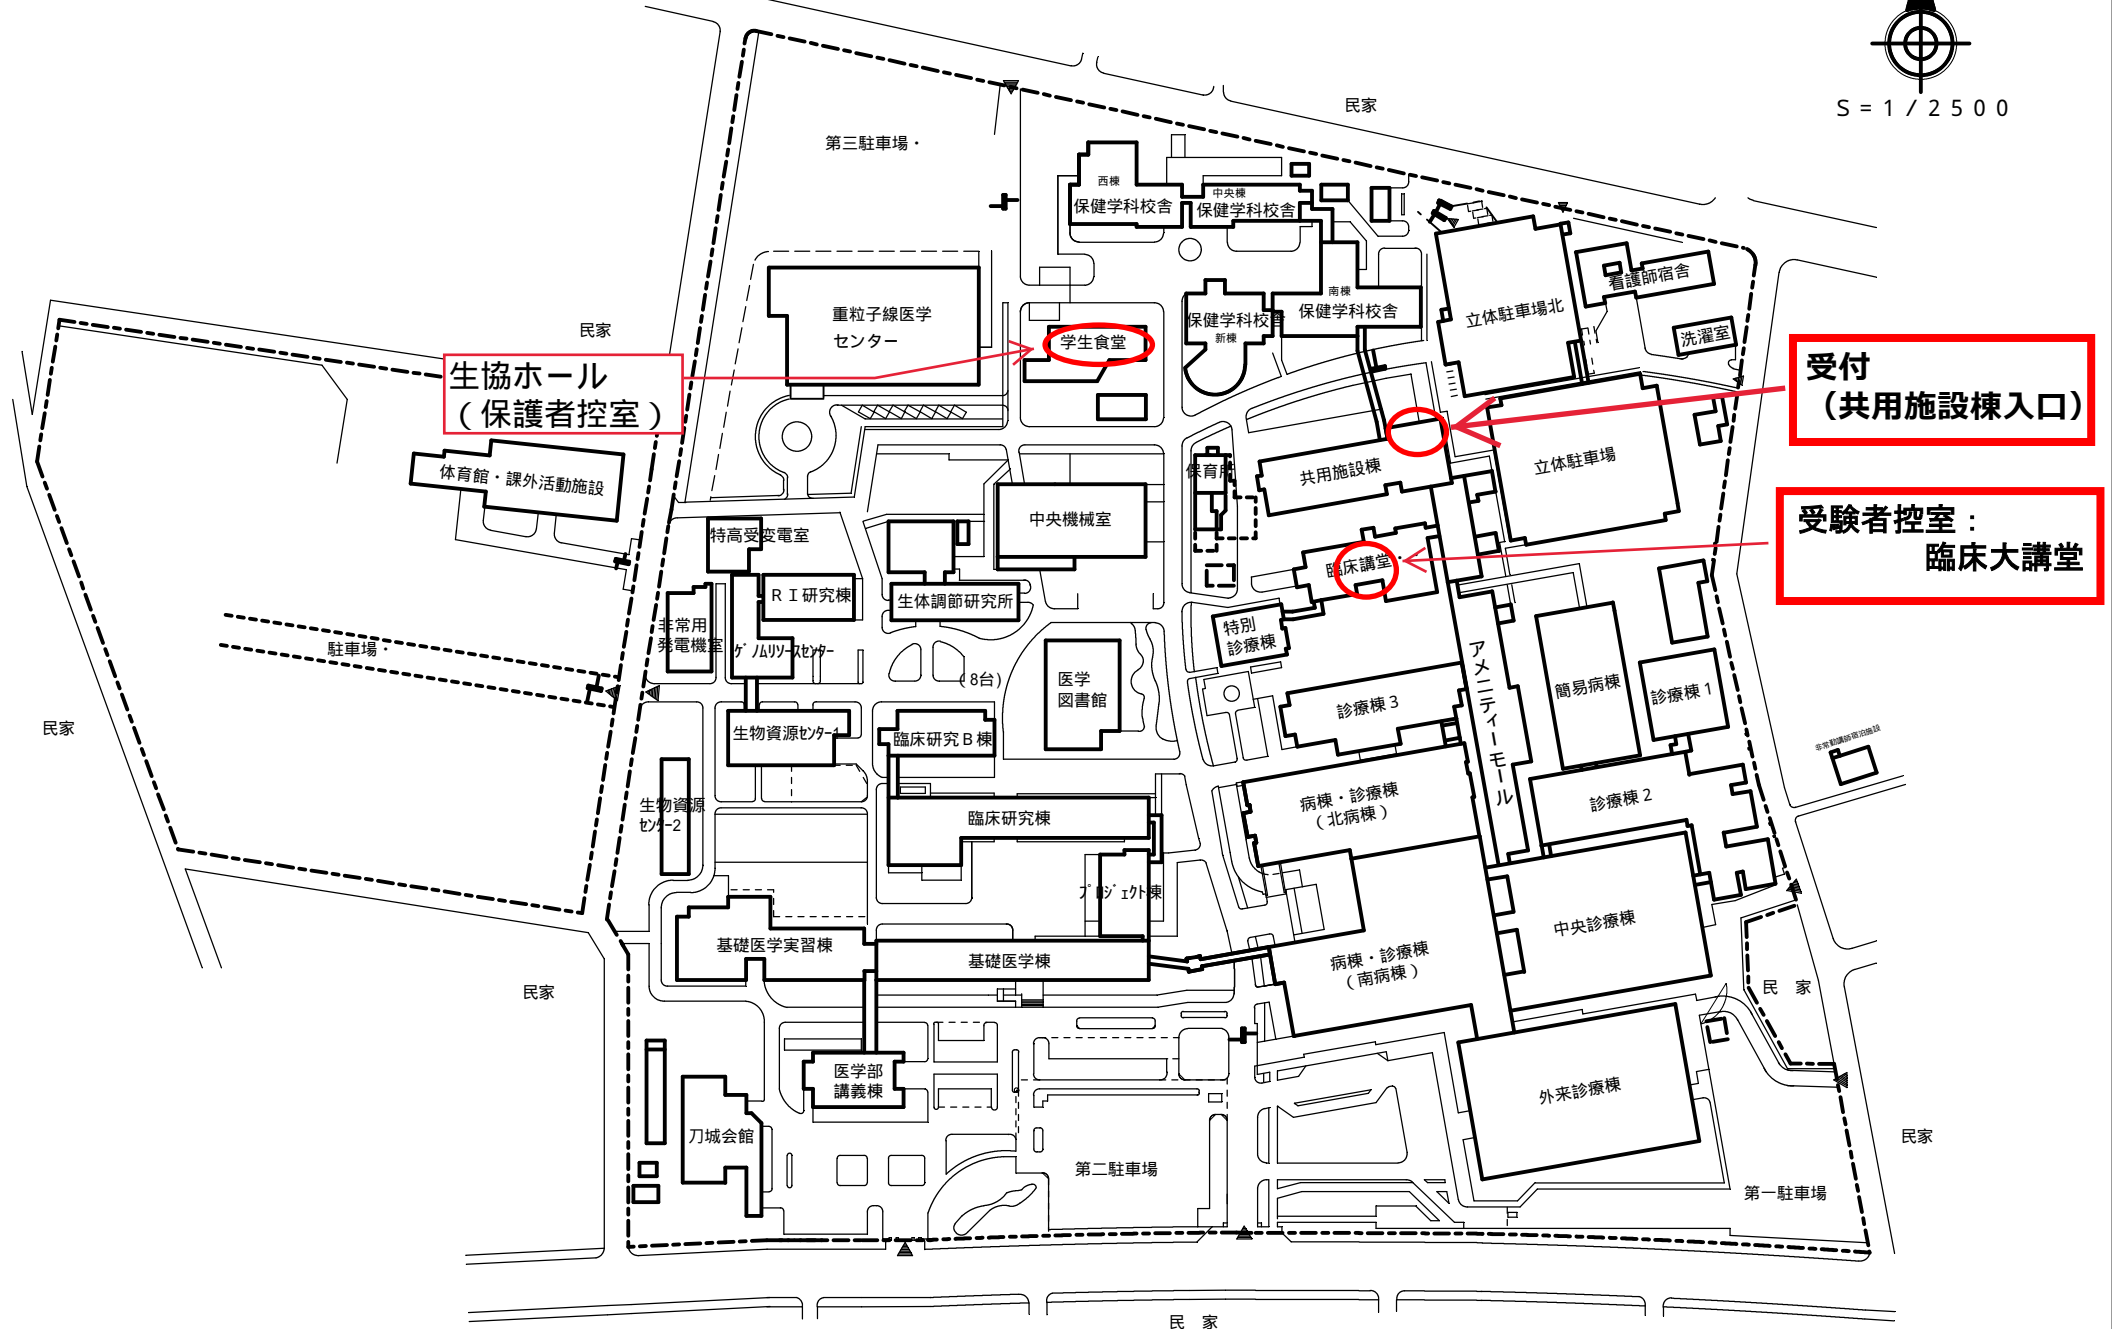 S=1/2500
民家
第三駐車場・
西棟
保健学科校舎
中央棟
保健学科校舎
看護師宿舎
重粒子線医学
センター
南棟
保健学科校舎
保健学科校舎
新棟
立体駐車場北
洗濯室
民家
学生食堂
生協ホール
（保護者控室）
受付
（共用施設棟入口）
体育館・課外活動施設
保育所
共用施設棟
立体駐車場
中央機械室
特高受変電室
受験者控室：
臨床大講堂
臨床講堂・
ＲＩ研究棟
生体調節研究所
非常用
発電機室
ｹﾞﾉﾑﾘｿｰｽｾﾝﾀｰ
特別
診療棟
駐車場・
(8台)
医学
図書館
アメニティーモール
簡易病棟
診療棟１
診療棟３
民家
生物資源ｾﾝﾀｰ1
臨床研究Ｂ棟
非常勤講師宿泊施設
生物資源
ｾﾝﾀｰ2
臨床研究棟
病棟・診療棟
（北病棟）
診療棟２
ﾌﾟﾛｼﾞｪｸﾄ棟
基礎医学実習棟
基礎医学棟
中央診療棟
病棟・診療棟
（南病棟）
民家
民 家
医学部
講義棟
外来診療棟
刀城会館
民家
第二駐車場
第一駐車場
民 家